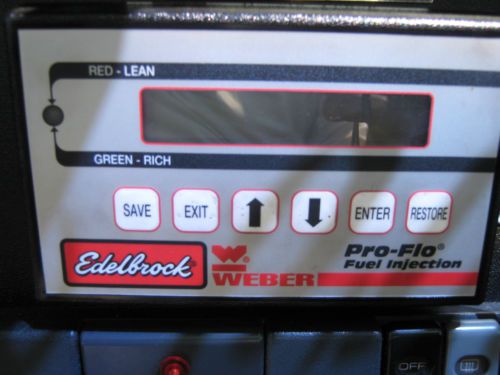 RED - LEAN
GREEN - RICH
SAVE EXIT ENTER RESTORE
Edelbrock
WEBER
Pro-Flo®
Fuel Injection
OFF